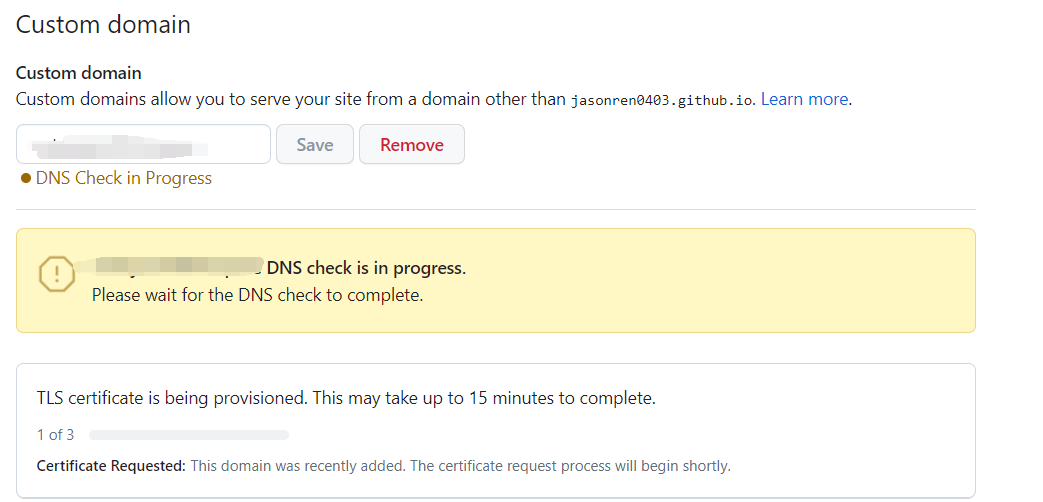 Custom domain
Custom domain
Custom domains allow you to serve your site from a domain other than jasonren0403.github.io. Learn more.
Save Remove
DNS Check in Progress
DNS check is in progress.
Please wait for the DNS check to complete.
TLS certificate is being provisioned. This may take up to 15 minutes to complete.
1 of 3
Certificate Requested: This domain was recently added. The certificate request process will begin shortly.